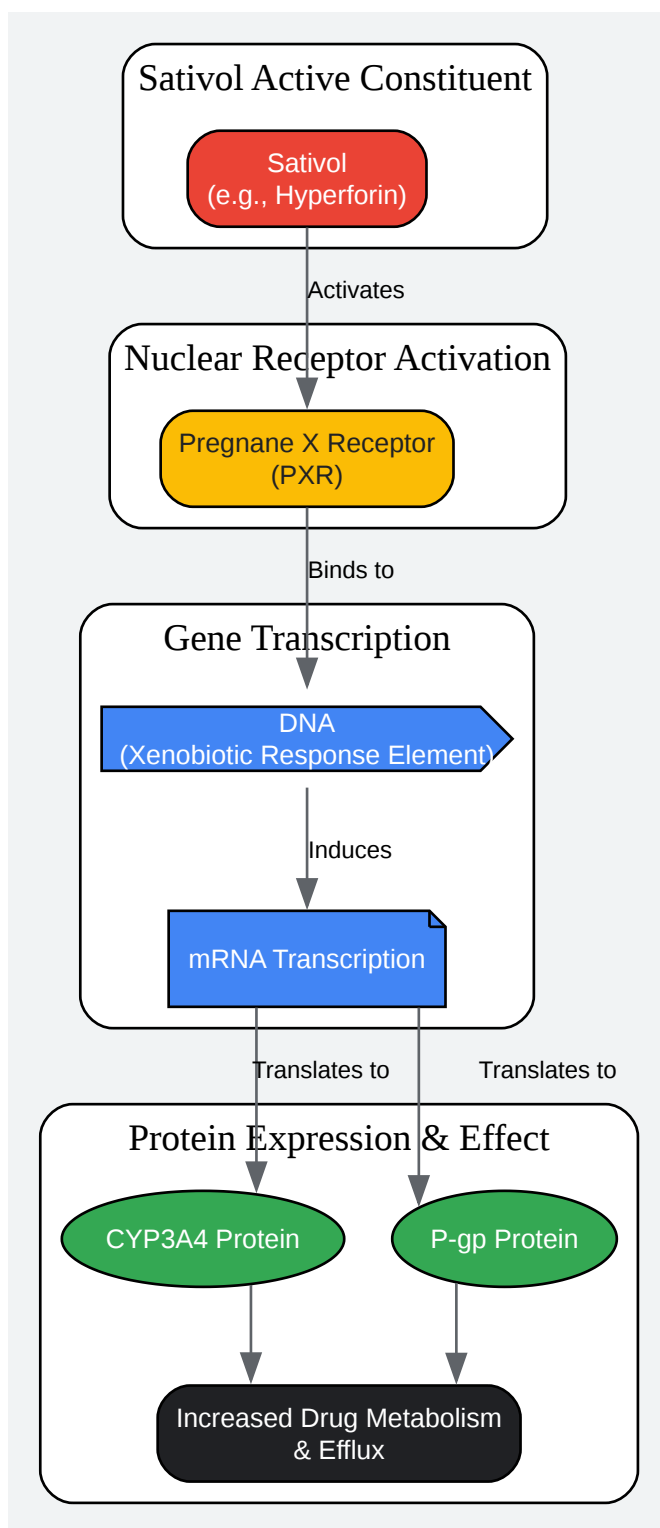 Sativol Active Constituent
Sativol
(e.g., Hyperforin)
Activates
Nuclear Receptor Activation
Pregnane X Receptor
(PXR)
Binds to
Gene Transcription
DNA
(Xenobiotic Response Element)
Induces
mRNA Transcription
Translates to
Translates to
Protein Expression & Effect
CYP3A4 Protein
P-gp Protein
Increased Drug Metabolism
& Efflux